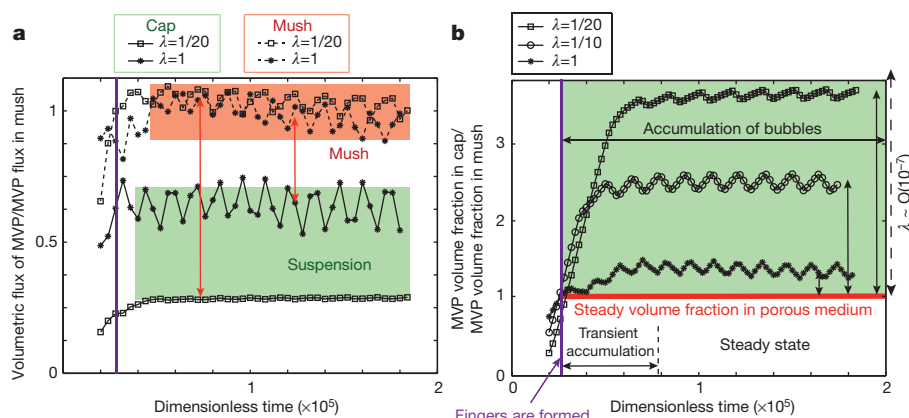 a
Cap
λ=1/20
λ=1
Mush
λ=1/20
λ=1
Volumetric flux of MVP/MVP flux in mush
1
0.5
0
Mush
Suspension
1
2
Dimensionless time (×10⁵)
b
λ=1/20
λ=1/10
λ=1
MVP volume fraction in cap/
MVP volume fraction in mush
3
2
1
0
Accumulation of bubbles
λ ~ O(10⁻⁷)
Steady volume fraction in porous medium
Transient
accumulation
Steady state
0
1
2
Dimensionless time (×10⁵)
Fingers are formed